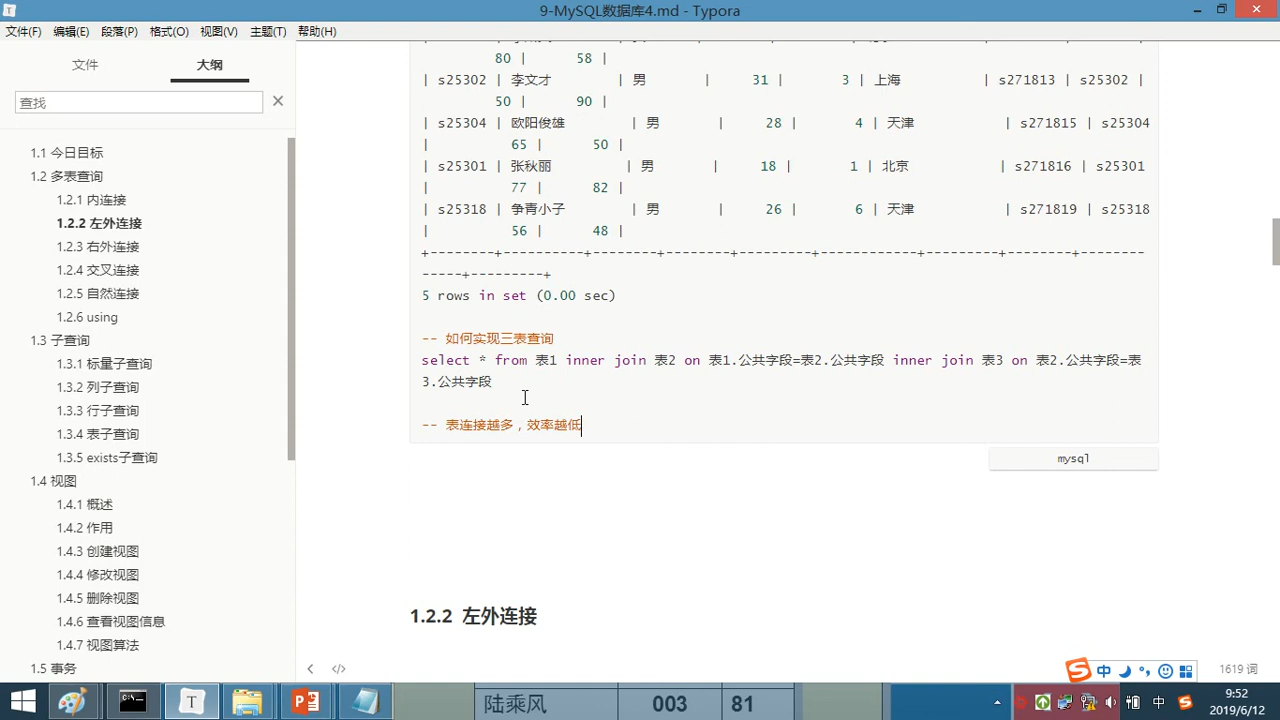 9-MySQL数据库4.md - Typora
文件(F) 编辑(E) 段落(P) 格式(O) 视图(V) 主题(T) 帮助(H)
文件 大纲
查找
1.1 今日目标
1.2 多表查询
1.2.1 内连接
1.2.2 左外连接
1.2.3 右外连接
1.2.4 交叉连接
1.2.5 自然连接
1.2.6 using
1.3 子查询
1.3.1 标量子查询
1.3.2 列子查询
1.3.3 行子查询
1.3.4 表子查询
1.3.5 exists子查询
1.4 视图
1.4.1 概述
1.4.2 作用
1.4.3 创建视图
1.4.4 修改视图
1.4.5 删除视图
1.4.6 查看视图信息
1.4.7 视图算法
1.5 事务
80 | 58 |
| s25302 | 李文才 | 男 | 31 | 3 | 上海 | s271813 | s25302 |
50 | 90 |
| s25304 | 欧阳俊雄 | 男 | 28 | 4 | 天津 | s271815 | s25304
| 65 | 50 |
| s25301 | 张秋丽 | 男 | 18 | 1 | 北京 | s271816 | s25301
| 77 | 82 |
| s25318 | 争青小子 | 男 | 26 | 6 | 天津 | s271819 | s25318
| 56 | 48 |
+--------+----------+--------+--------+---------+------------+---------+--------+--------
-----+---------+
5 rows in set (0.00 sec)
-- 如何实现三表查询
select * from 表1 inner join 表2 on 表1.公共字段=表2.公共字段 inner join 表3 on 表2.公共字段=表
3.公共字段
-- 表连接越多，效率越低
mysql
1.2.2 左外连接
1619 词
陆乘风 003 81
中
9:52
2019/6/12